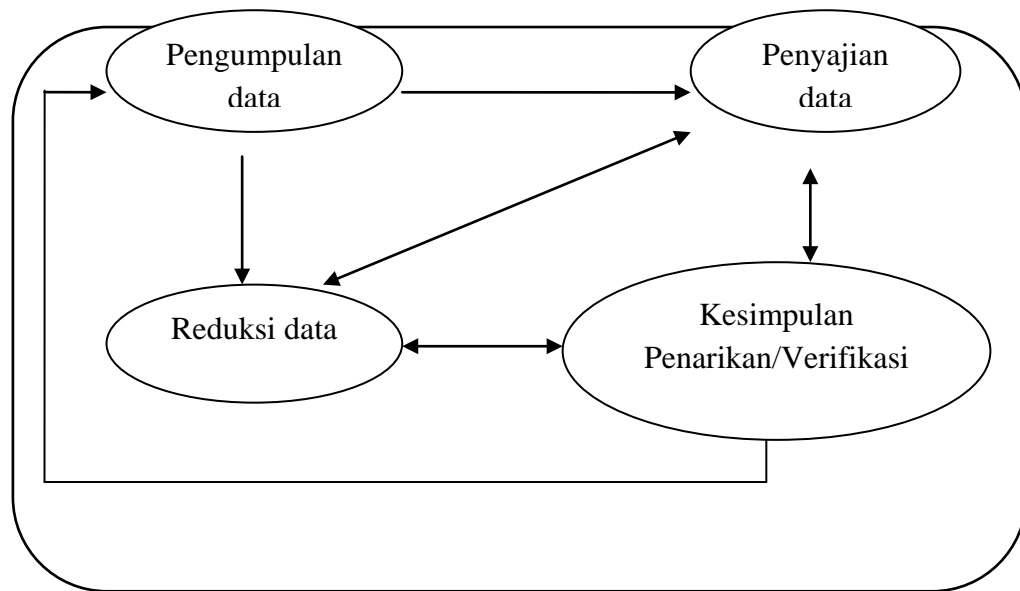 Pengumpulan
data
Penyajian
data
Reduksi data
Kesimpulan
Penarikan/Verifikasi